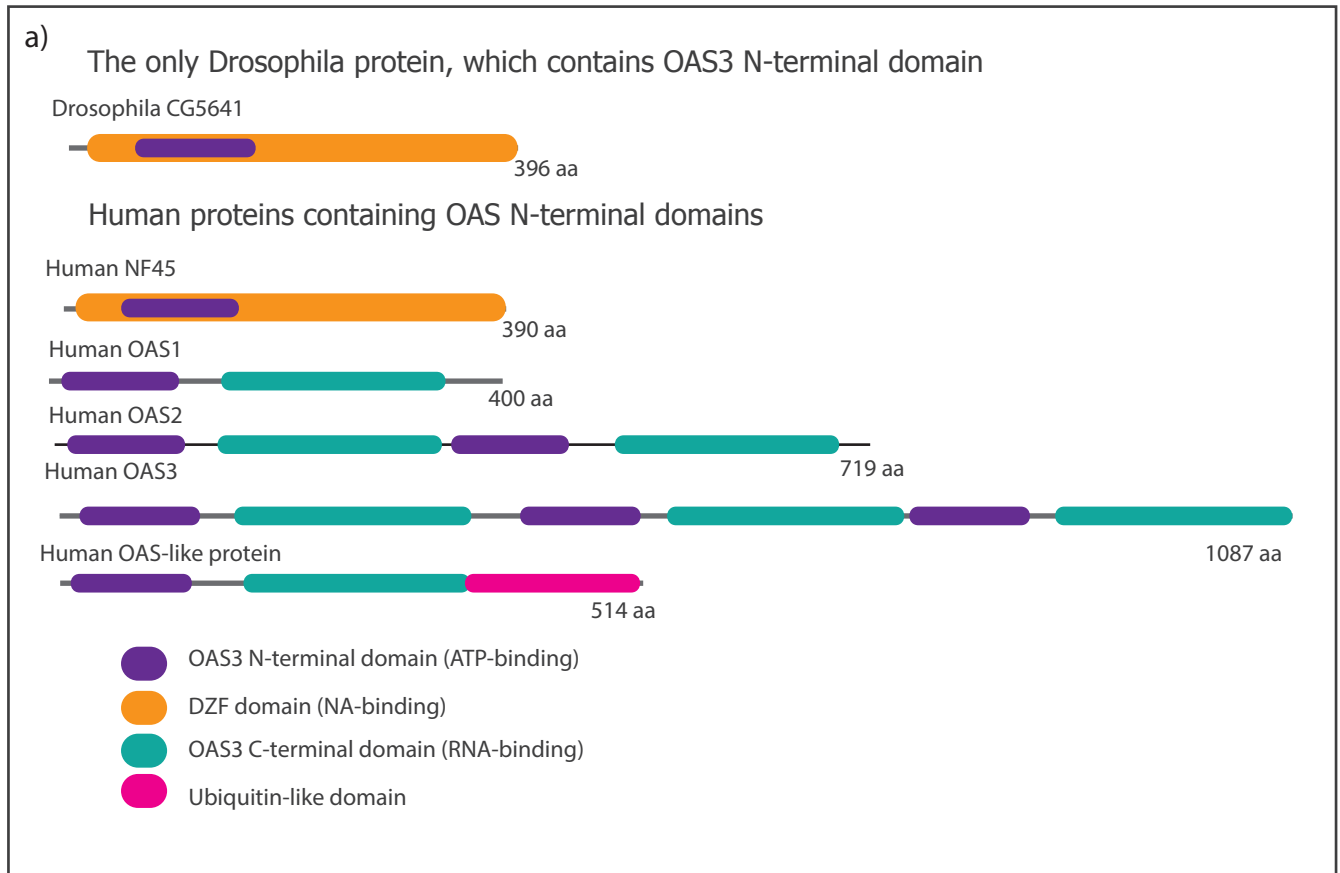 a)
The only Drosophila protein, which contains OAS3 N-terminal domain
Drosophila CG5641
396 aa
Human proteins containing OAS N-terminal domains
Human NF45
390 aa
Human OAS1
400 aa
Human OAS2
719 aa
Human OAS3
1087 aa
Human OAS-like protein
514 aa
OAS3 N-terminal domain (ATP-binding)
DZF domain (NA-binding)
OAS3 C-terminal domain (RNA-binding)
Ubiquitin-like domain